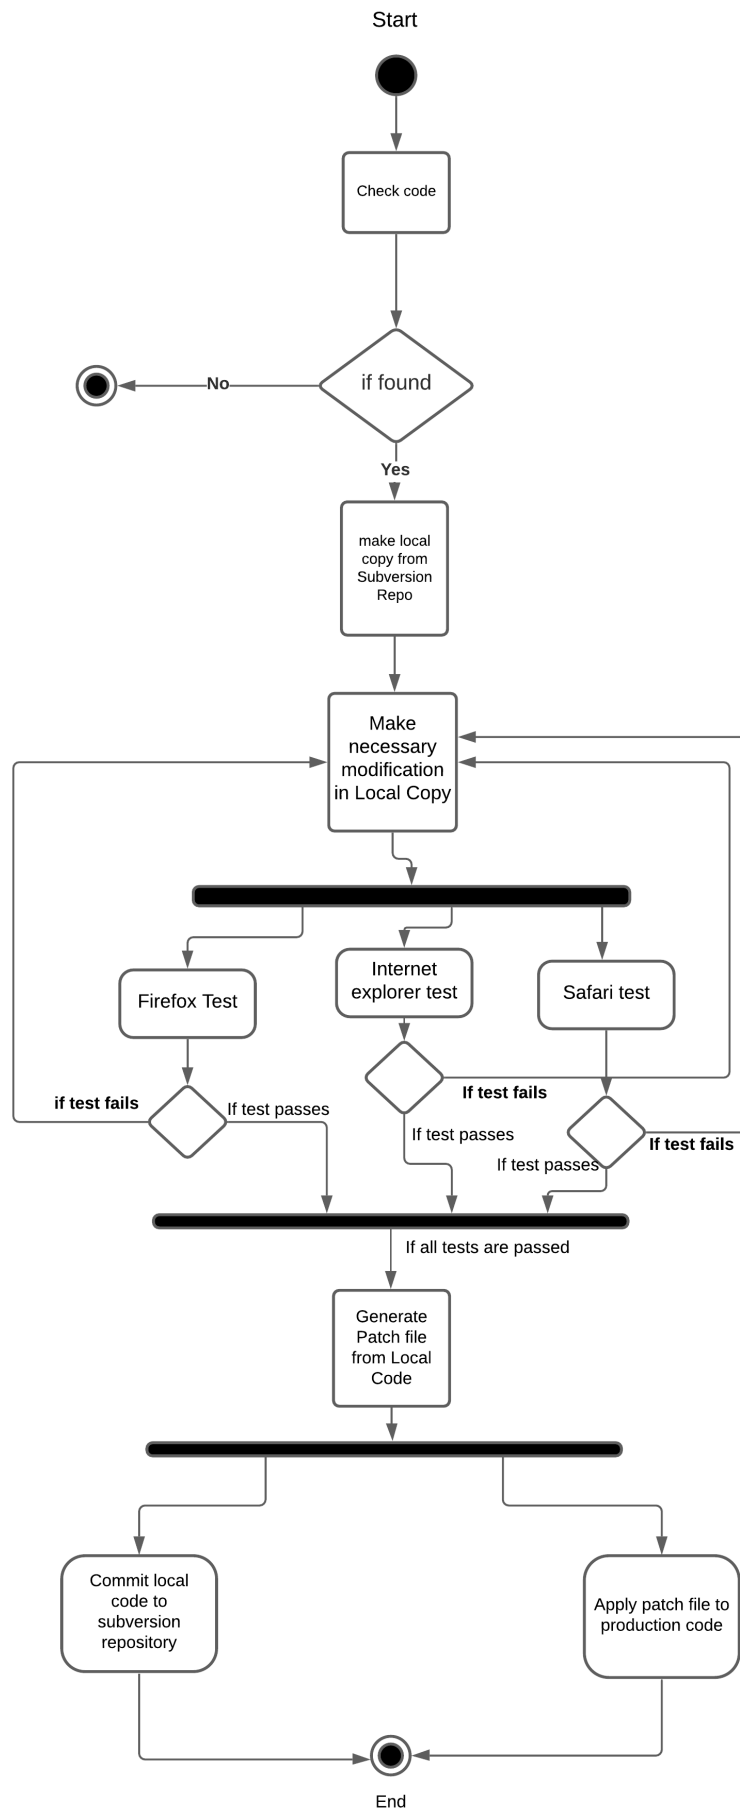 Start
Check code
if found
No
Yes
make local
copy from
Subversion
Repo
Make
necessary
modification
in Local Copy
Firefox Test
Internet
explorer test
Safari test
if test fails
If test passes
If test fails
If test passes
If test fails
If test passes
If all tests are passed
Generate
Patch file
from Local
Code
Commit local
code to
subversion
repository
Apply patch file to
production code
End